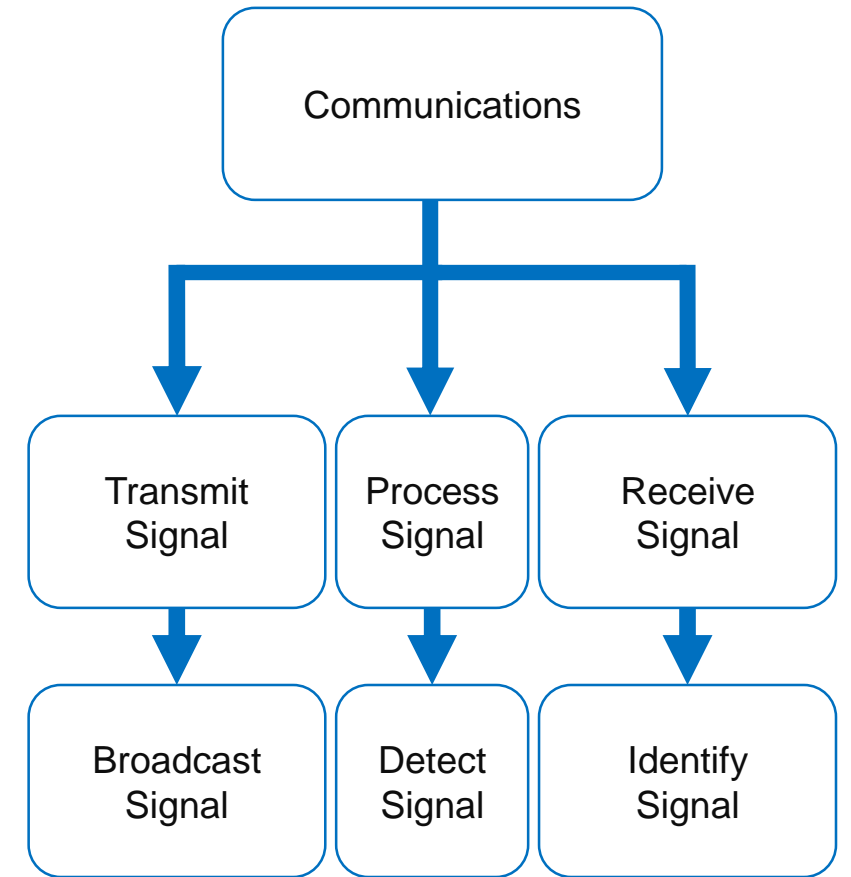 Communications
Transmit
Signal
Process
Signal
Receive
Signal
Broadcast
Signal
Detect
Signal
Identify
Signal